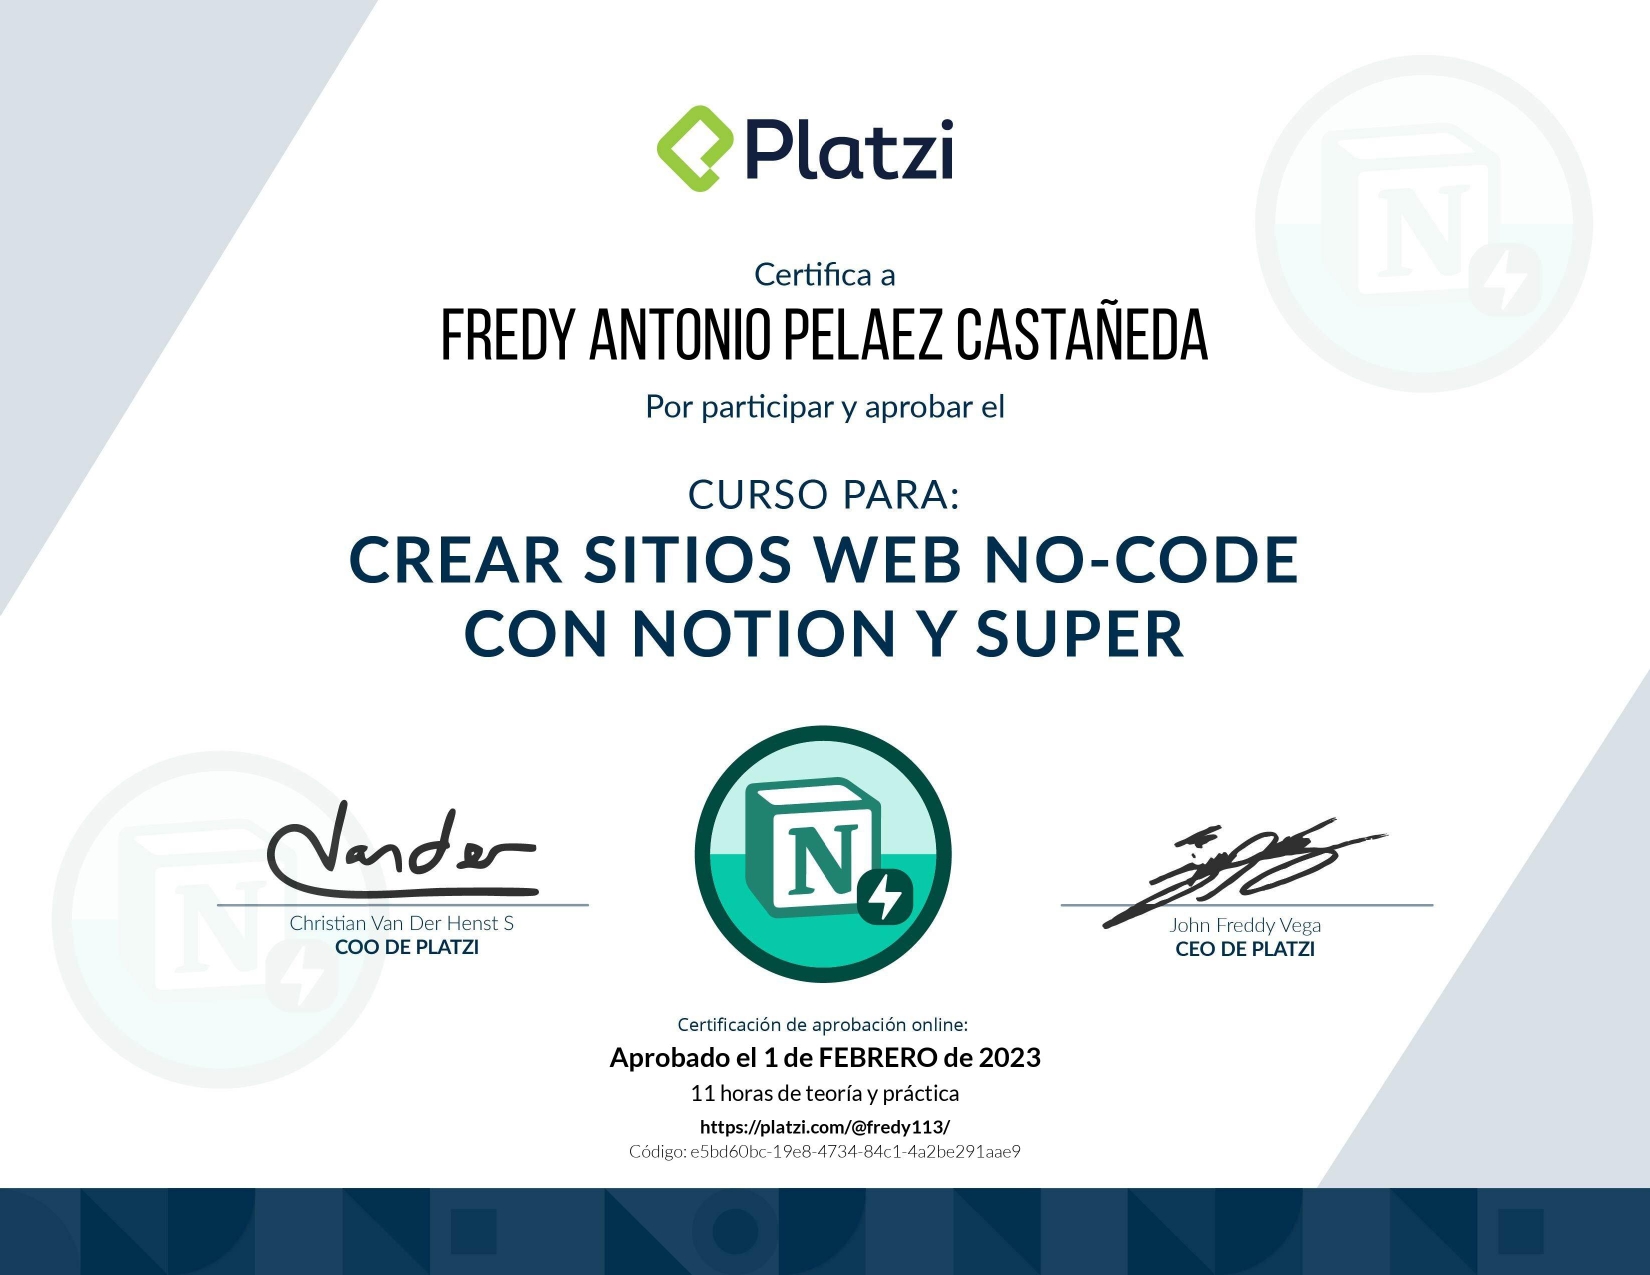 Platzi
Certifica a
FREDY ANTONIO PELAEZ CASTAÑEDA
Por participar y aprobar el
CURSO PARA:
CREAR SITIOS WEB NO-CODE
CON NOTION Y SUPER
N
N
N
Vander
Christian Van Der Henst S
COO DE PLATZI
John Freddy Vega
CEO DE PLATZI
Certificación de aprobación online:
Aprobado el 1 de FEBRERO de 2023
11 horas de teoría y práctica
https://platzi.com/@fredy113/
Código: e5bd60bc-19e8-4734-84c1-4a2be291aae9